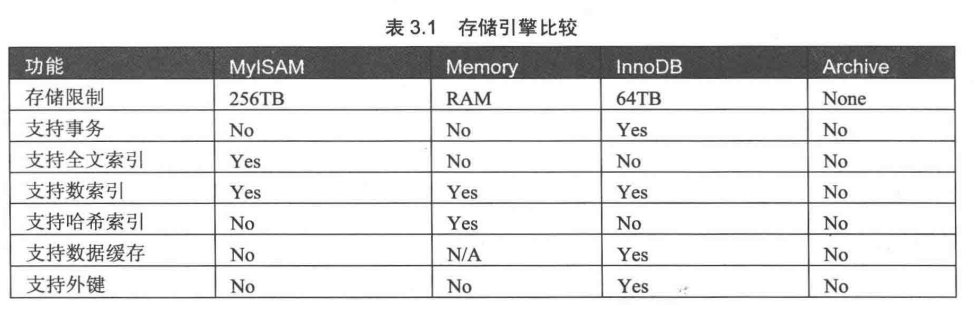 表 3.1 存储引擎比较
功能 MyISAM Memory InnoDB Archive
存储限制 256TB RAM 64TB None
支持事务 No No Yes No
支持全文索引 Yes No No No
支持数索引 Yes Yes Yes No
支持哈希索引 No Yes No No
支持数据缓存 No N/A Yes No
支持外键 No No Yes No